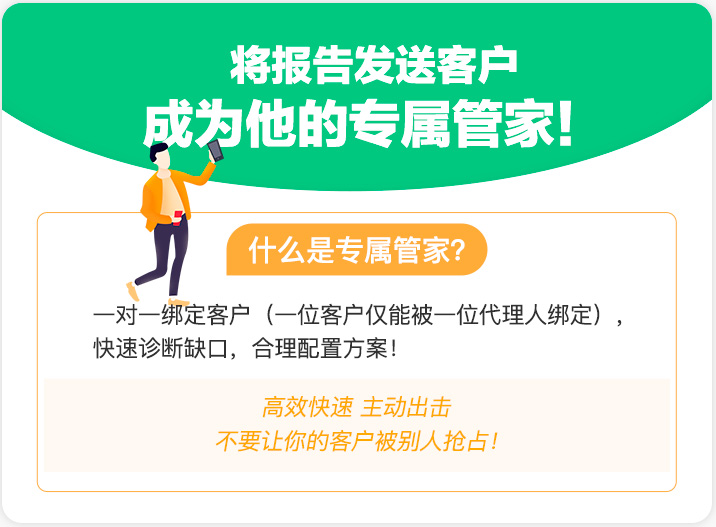 将报告发送客户
成为他的专属管家！
什么是专属管家？
一对一绑定客户（一位客户仅能被一位代理人绑定），
快速诊断缺口，合理配置方案！
高效快速 主动出击
不要让你的客户被别人抢占！